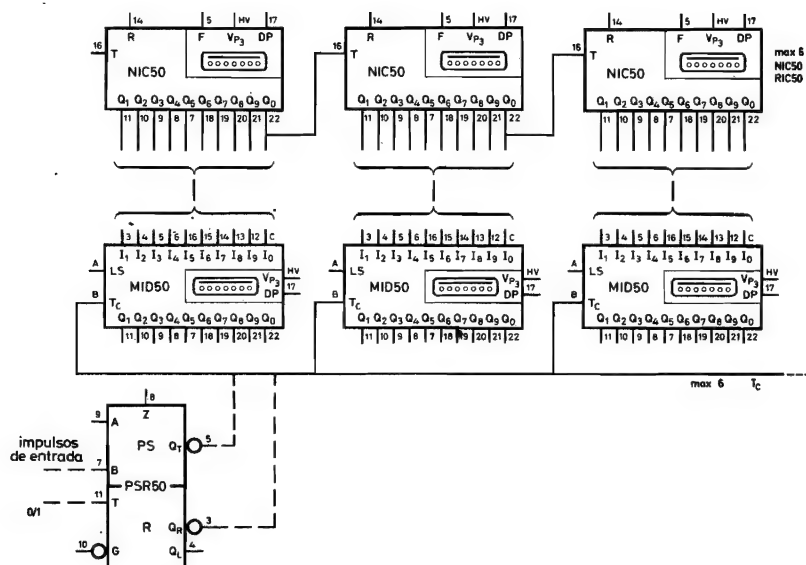 14 5 HV 17 14 5 HV 17 14 5 HV 17
R F VP3 DP R F VP3 DP R F VP3 DP
16 T 16 T 16 T
max 6
NIC50 NIC50 NIC50 NIC50
RIC50
Q1 Q2 Q3 Q4 Q5 Q6 Q7 Q8 Q9 Q0 Q1 Q2 Q3 Q4 Q5 Q6 Q7 Q8 Q9 Q0 Q1 Q2 Q3 Q4 Q5 Q6 Q7 Q8 Q9 Q0
11 10 9 8 7 18 19 20 21 22 11 10 9 8 7 18 19 20 21 22 11 10 9 8 7 18 19 20 21 22
3 4 5 6 16 15 14 13 12 C 3 4 5 6 16 15 14 13 12 C 3 4 5 6 16 15 14 13 12 C
I1 I2 I3 I4 I5 I6 I7 I8 I9 I0 I1 I2 I3 I4 I5 I6 I7 I8 I9 I0 I1 I2 I3 I4 I5 I6 I7 I8 I9 I0
A LS A LS A LS
VP3 HV VP3 HV VP3 HV
MID50 MID50 MID50
DP 17 DP 17 DP 17
B TC B TC B TC
Q1 Q2 Q3 Q4 Q5 Q6 Q7 Q8 Q9 Q0 Q1 Q2 Q3 Q4 Q5 Q6 Q7 Q8 Q9 Q0 Q1 Q2 Q3 Q4 Q5 Q6 Q7 Q8 Q9 Q0
11 10 9 8 7 18 19 20 21 22 11 10 9 8 7 18 19 20 21 22 11 10 9 8 7 18 19 20 21 22
max 6 TC
8
Z
9 A
PS QT 5
impulsos
de entrada
7 B
PSR50
11 T
0/1
R QR 3
10 G QL 4